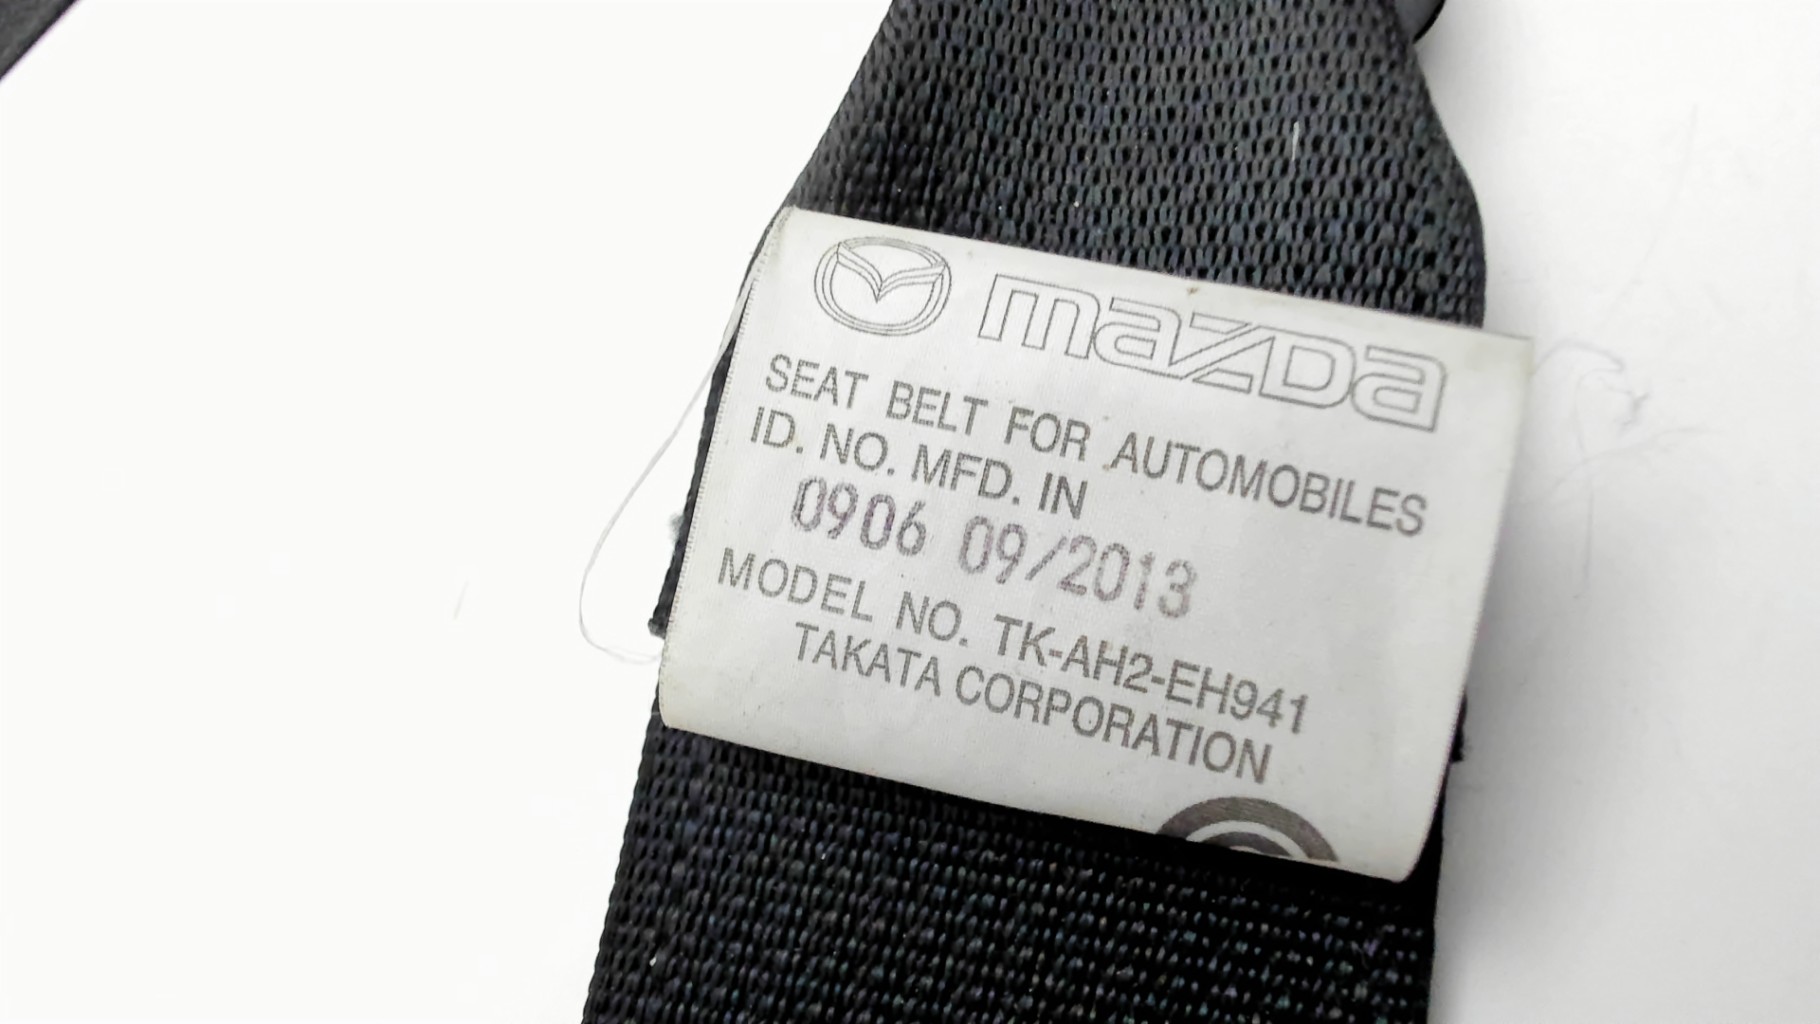 mazda
SEAT BELT FOR AUTOMOBILES
ID. NO. MFD. IN
0906 09/2013
MODEL NO. TK-AH2-EH941
TAKATA CORPORATION